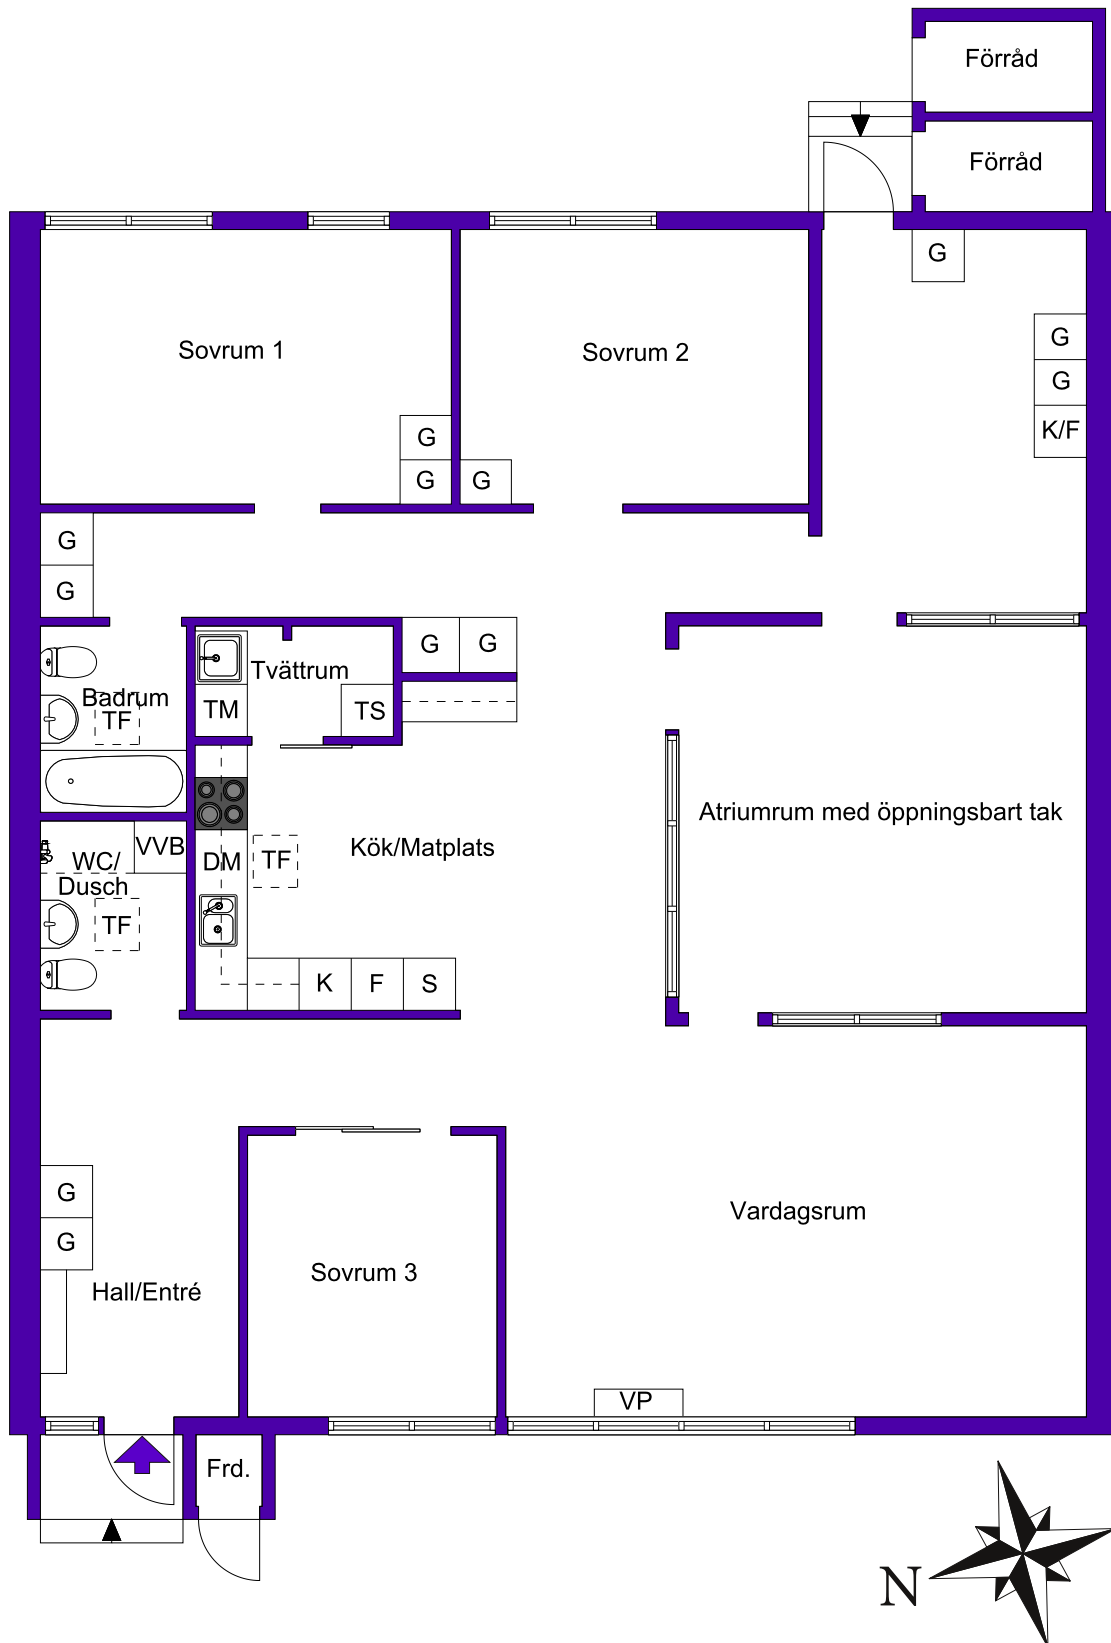 Förråd
Förråd
G
G
G
K/F
Sovrum 1
Sovrum 2
G
G
G
G
G
G
G
Tvättrum
Badrum
TF
TM
TS
Atriumrum med öppningsbart tak
VVB
WC/
Dusch
TF
DM
TF
Kök/Matplats
K
F
S
G
G
Hall/Entré
Sovrum 3
Vardagsrum
VP
Frd.
N